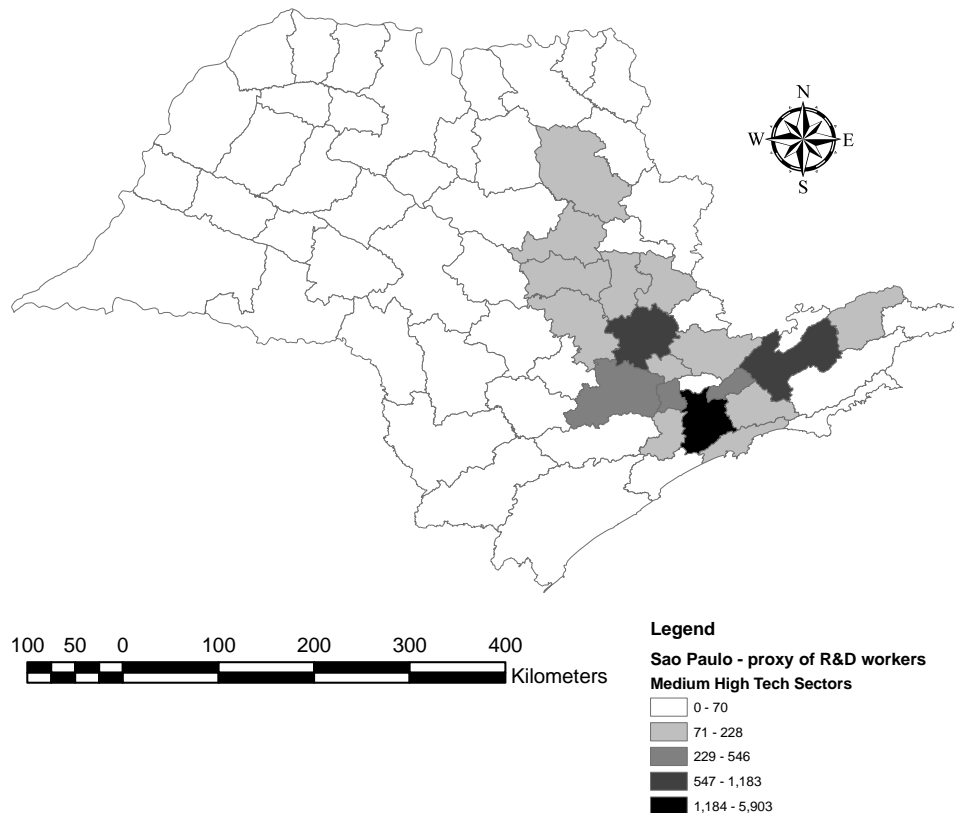 N
W E
S
100 50 0 100 200 300 400
Kilometers
Legend
Sao Paulo - proxy of R&D workers
Medium High Tech Sectors
0 - 70
71 - 228
229 - 546
547 - 1,183
1,184 - 5,903